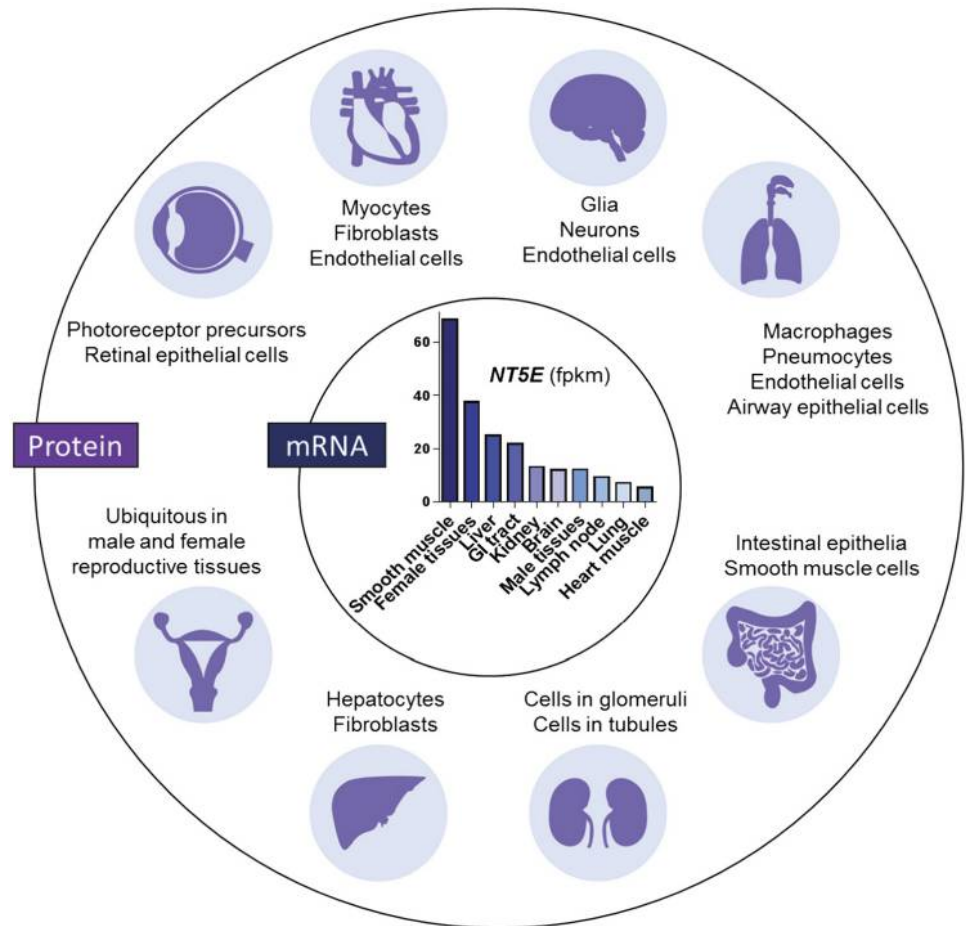 Myocytes
Fibroblasts
Endothelial cells
Glia
Neurons
Endothelial cells
Photoreceptor precursors
Retinal epithelial cells
Macrophages
Pneumocytes
Endothelial cells
Airway epithelial cells
Protein
mRNA
NT5E (fpkm)
60
40
20
0
Smooth muscle
Female tissues
Liver
GI tract
Kidney
Brain
Male tissues
Lymph node
Lung
Heart muscle
Ubiquitous in
male and female
reproductive tissues
Intestinal epithelia
Smooth muscle cells
Hepatocytes
Fibroblasts
Cells in glomeruli
Cells in tubules